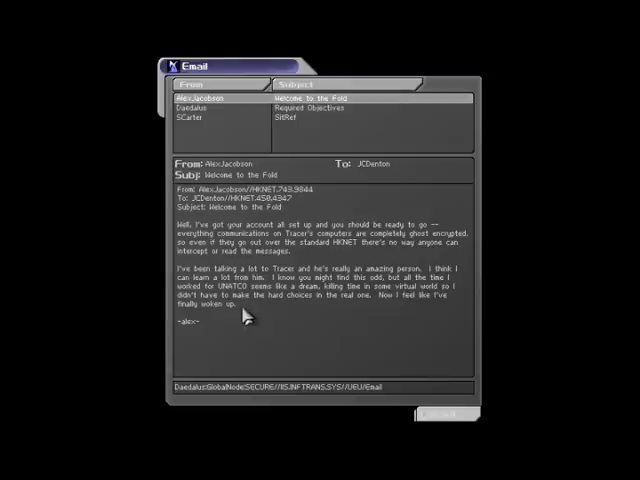 Email
From Subject
AlexJacobson Welcome to the Fold
Daedalus Required Objectives
SCarter SitRef
From: AlexJacobson To: JCDenton
Subj: Welcome to the Fold
From: AlexJacobson//HKNET.743.9844
To: JCDenton//HKNET.450.4347
Subject: Welcome to the Fold
Well, I've got your account all set up and you should be ready to go --
everything communications on Tracer's computers are completely ghost encrypted,
so even if they go out over the standard HKNET there's no way anyone can
intercept or read the messages.
I've been talking a lot to Tracer and he's really an amazing person. I think I
can learn a lot from him. I know you might find this odd, but all the time I
worked for UNATCO seems like a dream, killing time in some virtual world so I
didn't have to make the hard choices in the real one. Now I feel like I've
finally woken up.
-alex-
Daedalus:GlobalNode:SECURE//IIS.INFTRANS.SYS//UEU/Email